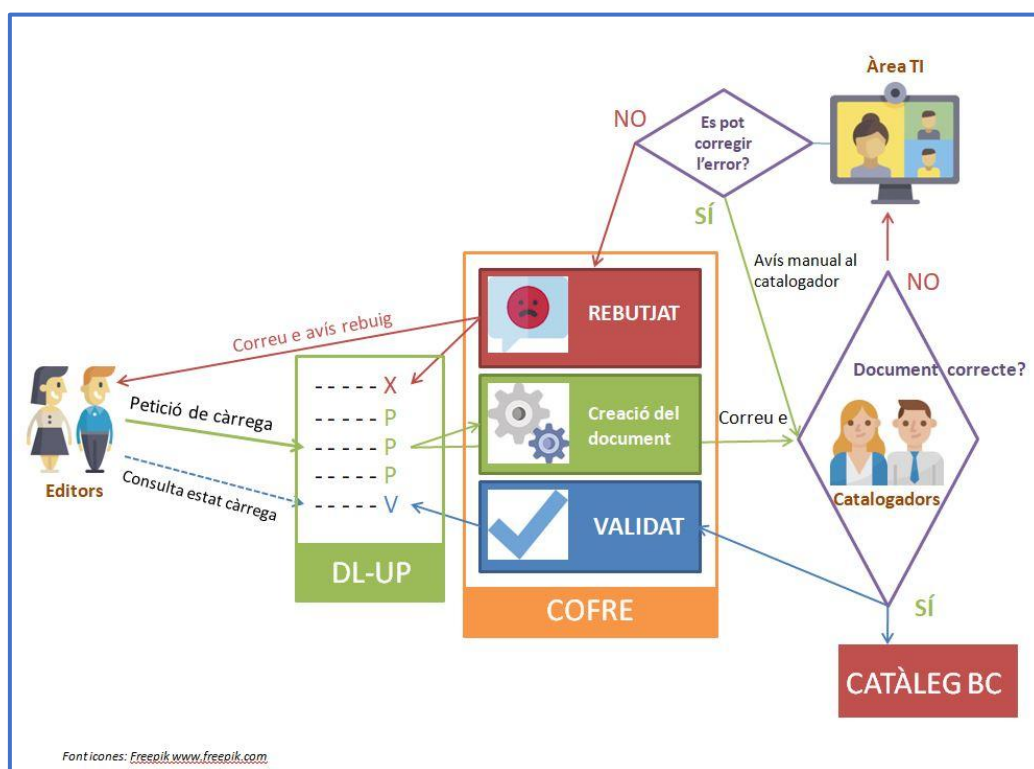 Àrea TI
NO
Es pot
corregir
l'error?
SÍ
Avís manual al
catalogador
NO
REBUTJAT
Correu e avís rebuig
Document correcte?
- - - - - X
Petició de càrrega
- - - - - P
Creació del
document
Correu e
- - - - - P
- - - - - P
Editors
Consulta estat càrrega
- - - - - V
Catalogadors
VALIDAT
DL-UP
COFRE
SÍ
CATÀLEG BC
Font icones: Freepik www.freepik.com